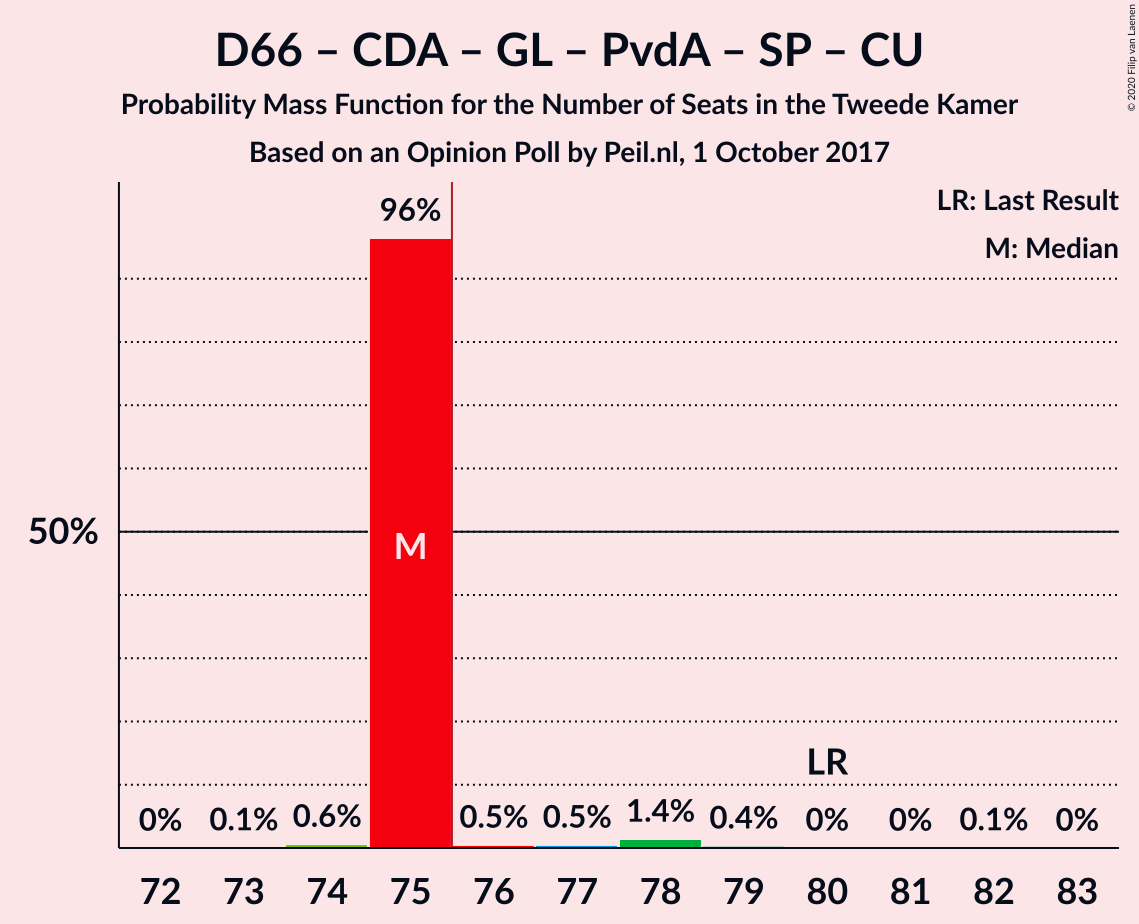 D66 – CDA – GL – PvdA – SP – CU
Probability Mass Function for the Number of Seats in the Tweede Kamer
Based on an Opinion Poll by Peil.nl, 1 October 2017
© 2020 Filip van Laenen
LR: Last Result
M: Median
96%
50%
M
LR
0% 0.1% 0.6% 0.5% 0.5% 1.4% 0.4% 0% 0% 0.1% 0%
72 73 74 75 76 77 78 79 80 81 82 83